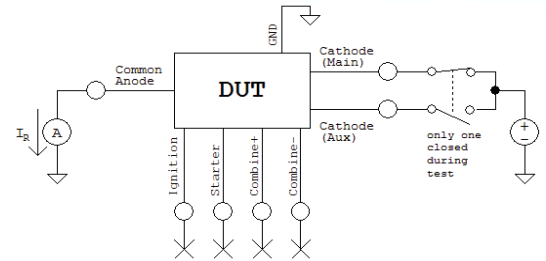 GND
Common
Anode
DUT
Cathode
(Main)
Cathode
(Aux)
I_R
A
+
-
only one
closed
during
test
Ignition
Starter
Combine+
Combine-